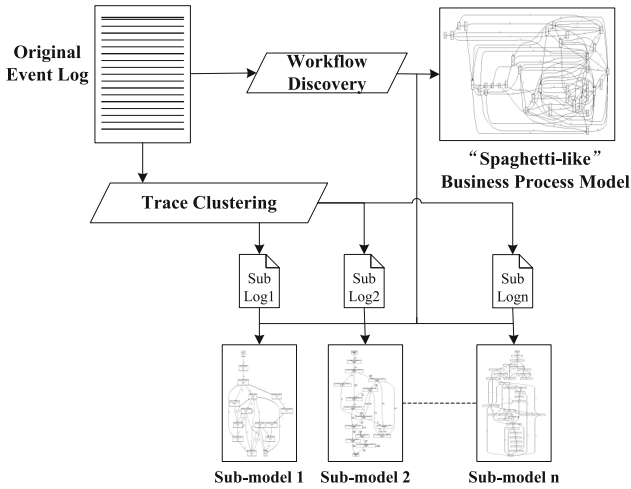 Original
Event Log
Workflow
Discovery
“Spaghetti-like”
Business Process Model
Trace Clustering
Sub
Log1
Sub
Log2
Sub
Logn
Sub-model 1
Sub-model 2
Sub-model n